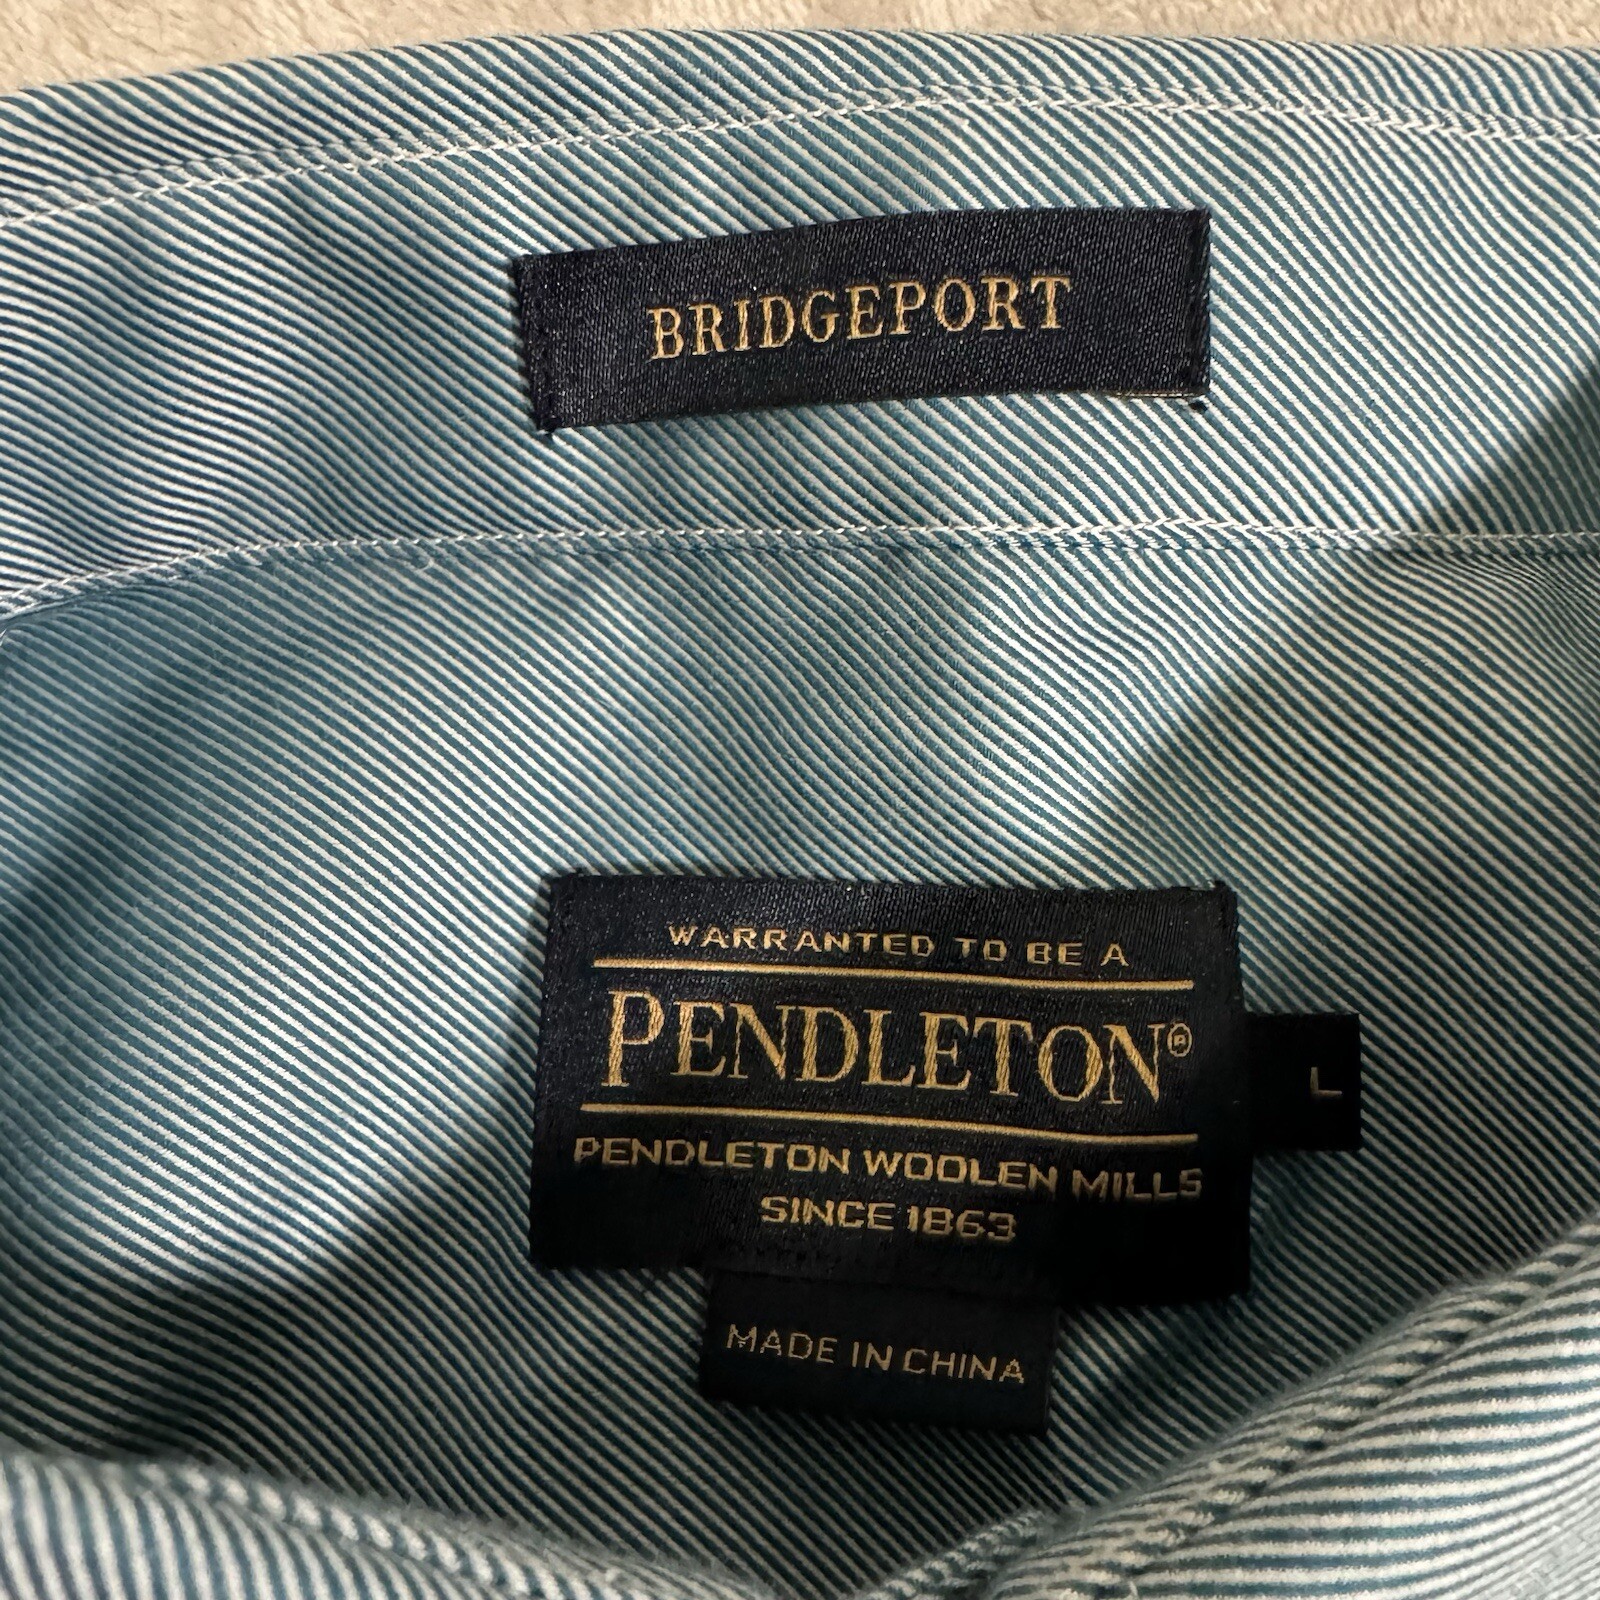 BRIDGEPORT
WARRANTED TO BE A
PENDLETON®
L
PENDLETON WOOLEN MILLS
SINCE 1863
MADE IN CHINA